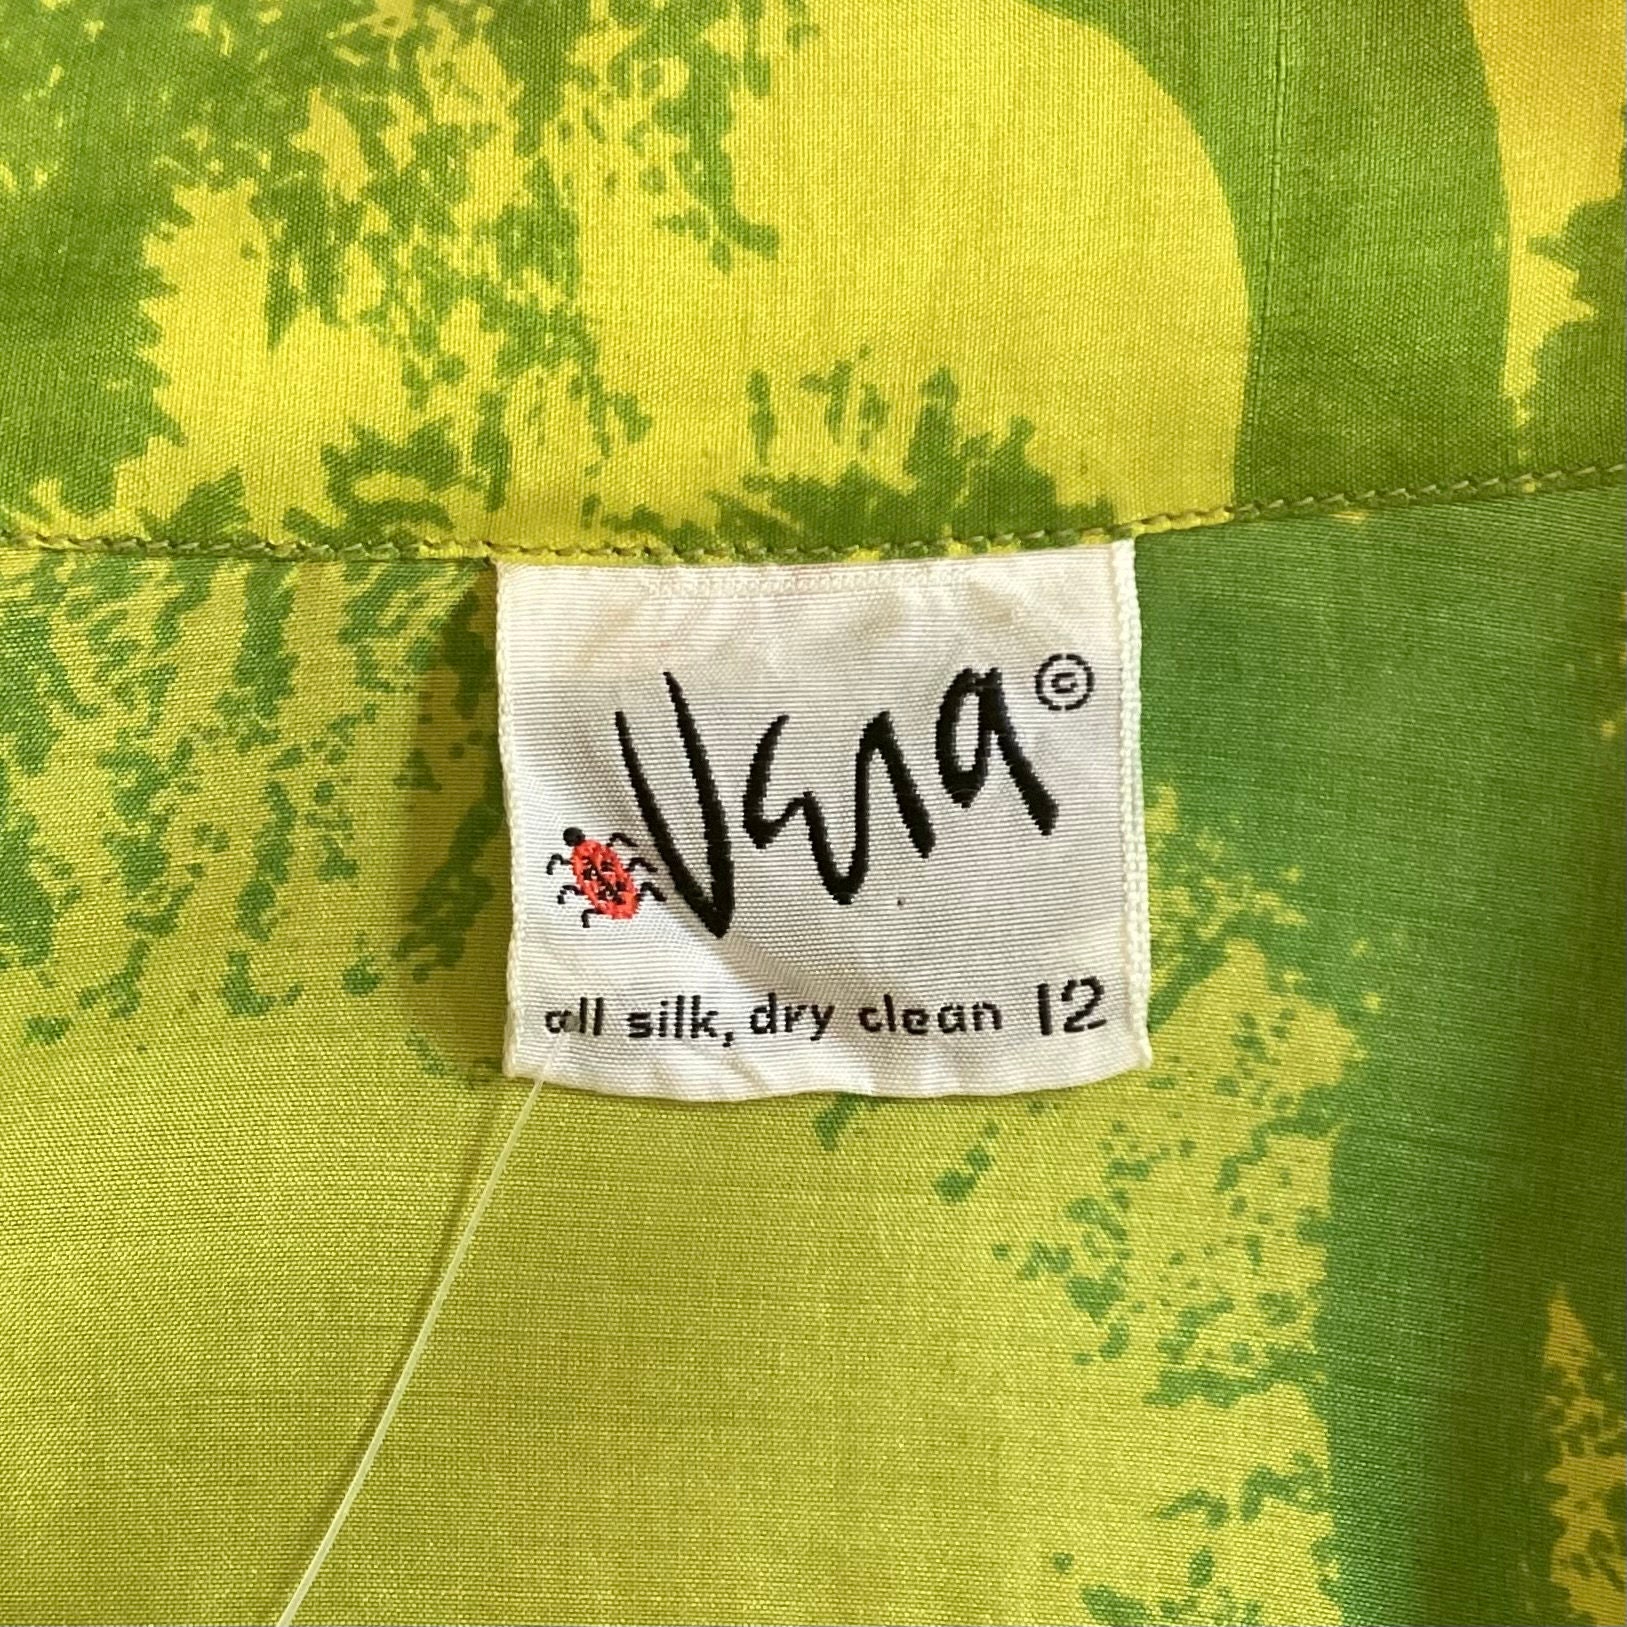 Vera ©
all silk, dry clean 12